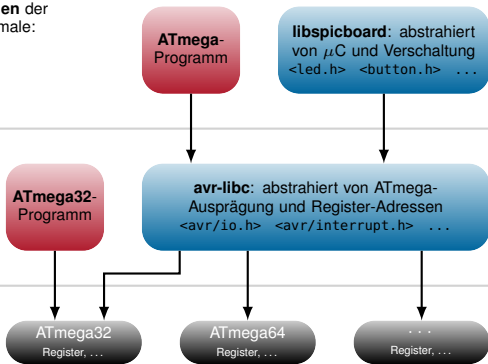 en der
male:
ATmega-
Programm
libspicboard: abstrahiert
von μC und Verschaltung
<led.h> <button.h> ...
ATmega32-
Programm
avr-libc: abstrahiert von ATmega-
Ausprägung und Register-Adressen
<avr/io.h> <avr/interrupt.h> ...
ATmega32
Register, ...
ATmega64
Register, ...
...
Register, ...